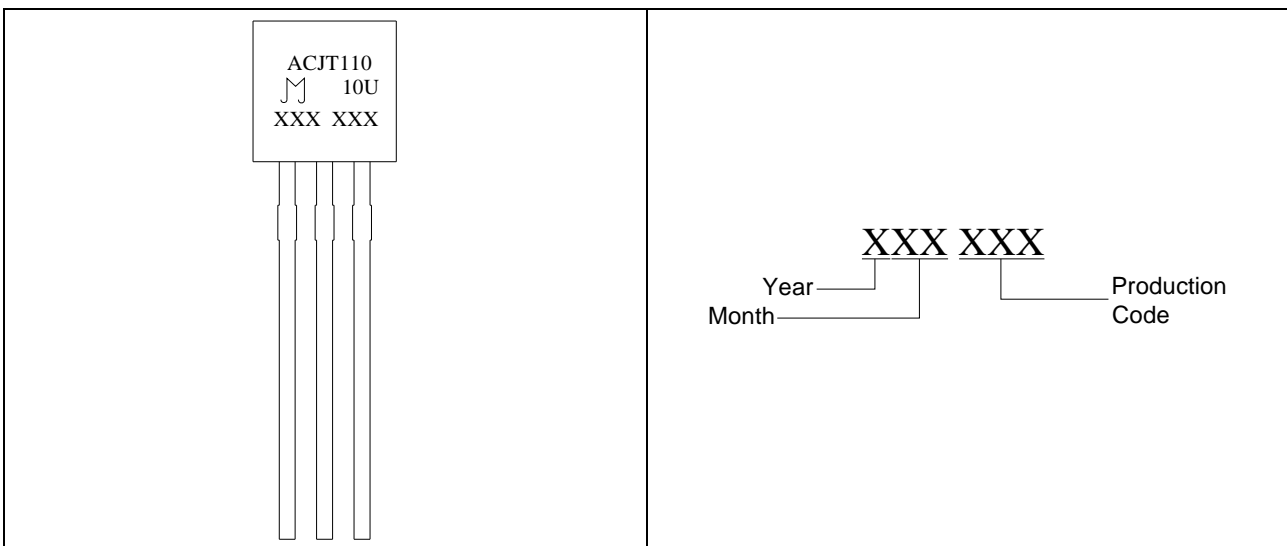 ACJT110
10U
XXX XXX
XXX XXX
Year
Month
Production
Code